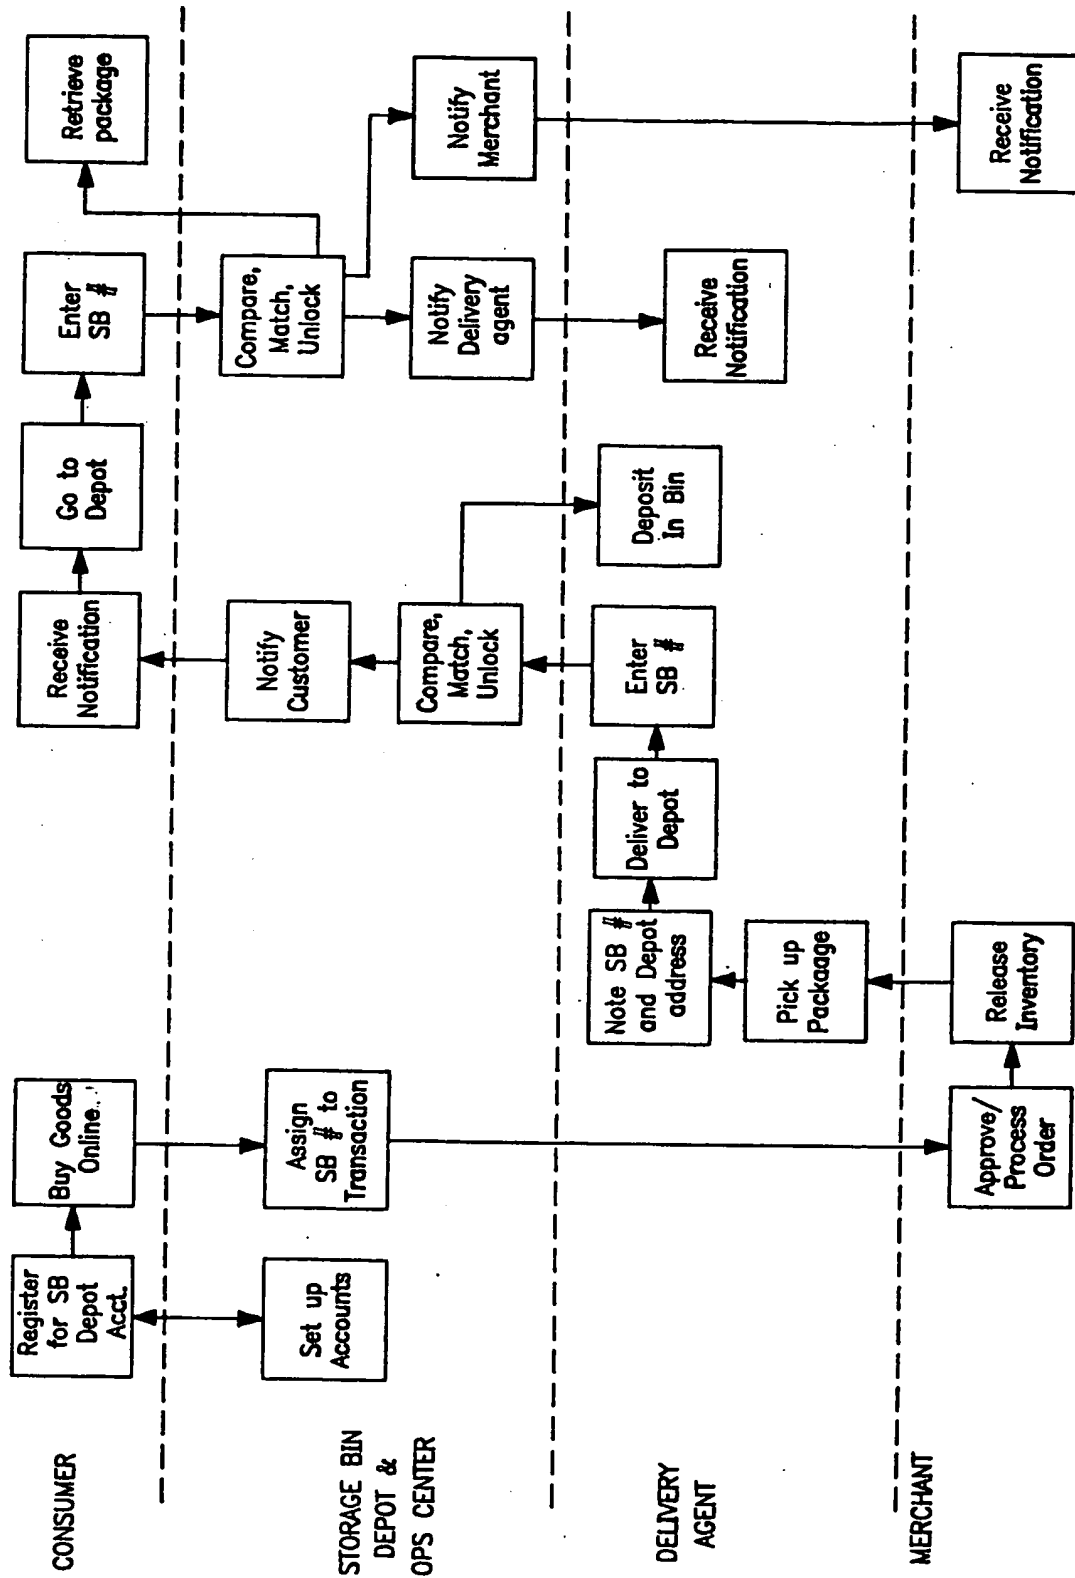 CONSUMER
Register
for SB
Depot
Acct.
Buy Goods
Online..
Receive
Notification
Go to
Depot
Enter
SB #
Retrieve
package
STORAGE BIN
DEPOT &
OPS CENTER
Set up
Accounts
Assign
SB # to
Transaction
Notify
Customer
Compare,
Match,
Unlock
Compare,
Match,
Unlock
Notify
Delivery
agent
Notify
Merchant
DELIVERY
AGENT
Note SB #
and Depot
address
Pick up
Packaage
Deliver to
Depot
Enter
SB #
Deposit
In Bin
Receive
Notification
MERCHANT
Approve/
Process
Order
Release
Inventory
Receive
Notification